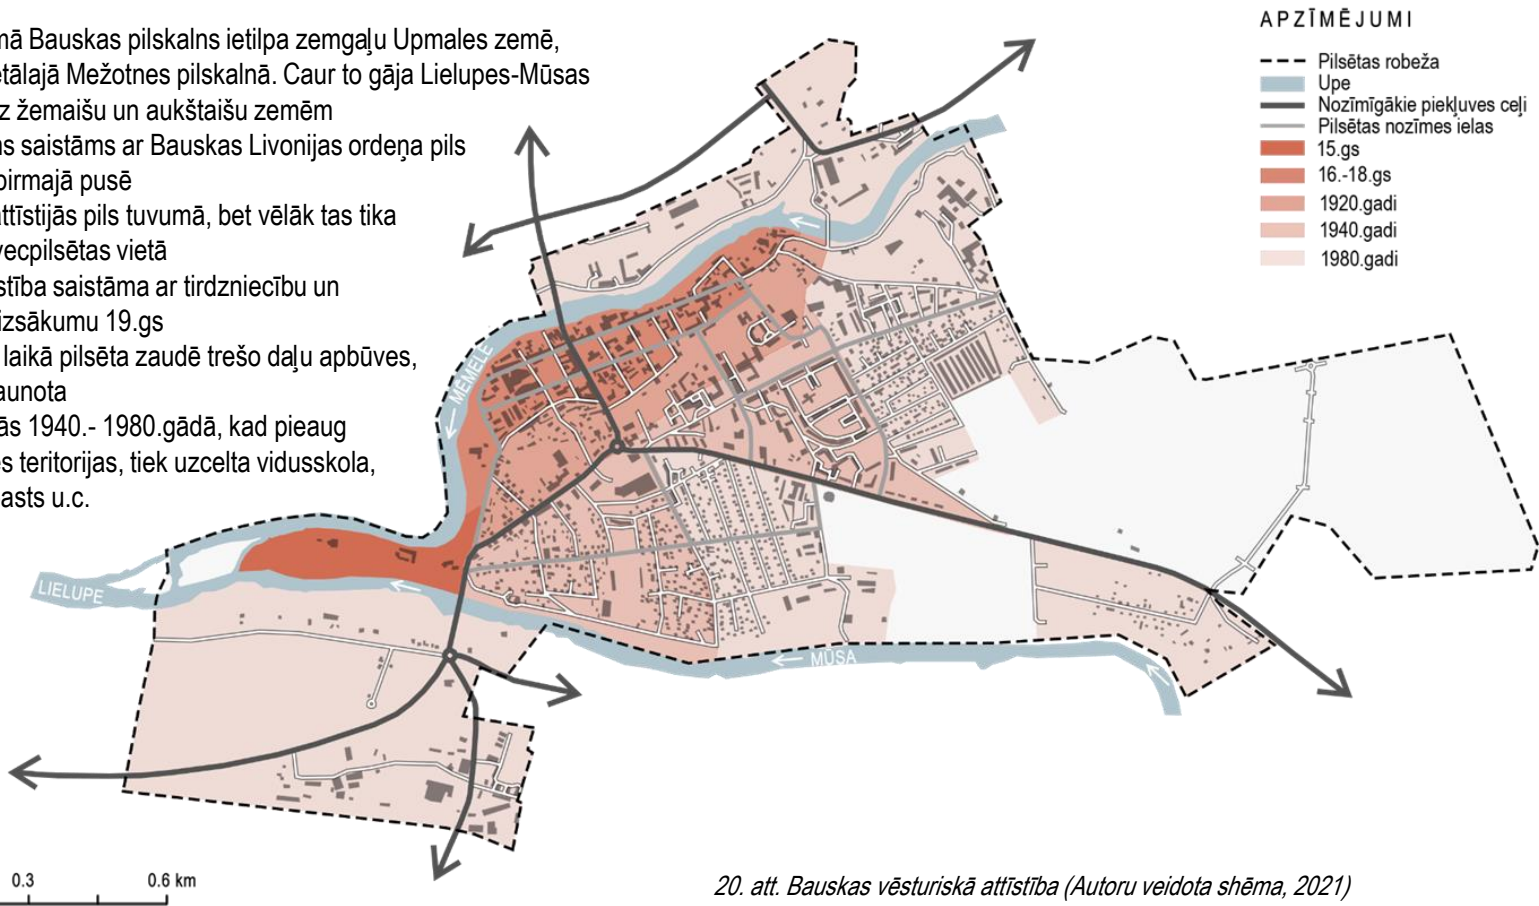 mā Bauskas pilskalns ietilpa zemgaļu Upmales zemē,
etālajā Mežotnes pilskalnā. Caur to gāja Lielupes-Mūsas
z žemaišu un aukštaišu zemēm
ns saistāms ar Bauskas Livonijas ordeņa pils
pirmajā pusē
attīstijās pils tuvumā, bet vēlāk tas tika
vecpilsētas vietā
stība saistāma ar tirdzniecību un
izsākumu 19.gs
laikā pilsēta zaudē trešo daļu apbūves,
aunota
ās 1940.- 1980.gādā, kad pieaug
es teritorijas, tiek uzcelta vidusskola,
asts u.c.
APZĪMĒJUMI
Pilsētas robeža
Upe
Nozīmīgākie piekļuves ceļi
Pilsētas nozīmes ielas
15.gs
16.-18.gs
1920.gadi
1940.gadi
1980.gadi
MĒMELE
LIELUPE
MŪSA
0.3 0.6 km
20. att. Bauskas vēsturiskā attīstība (Autoru veidota shēma, 2021)